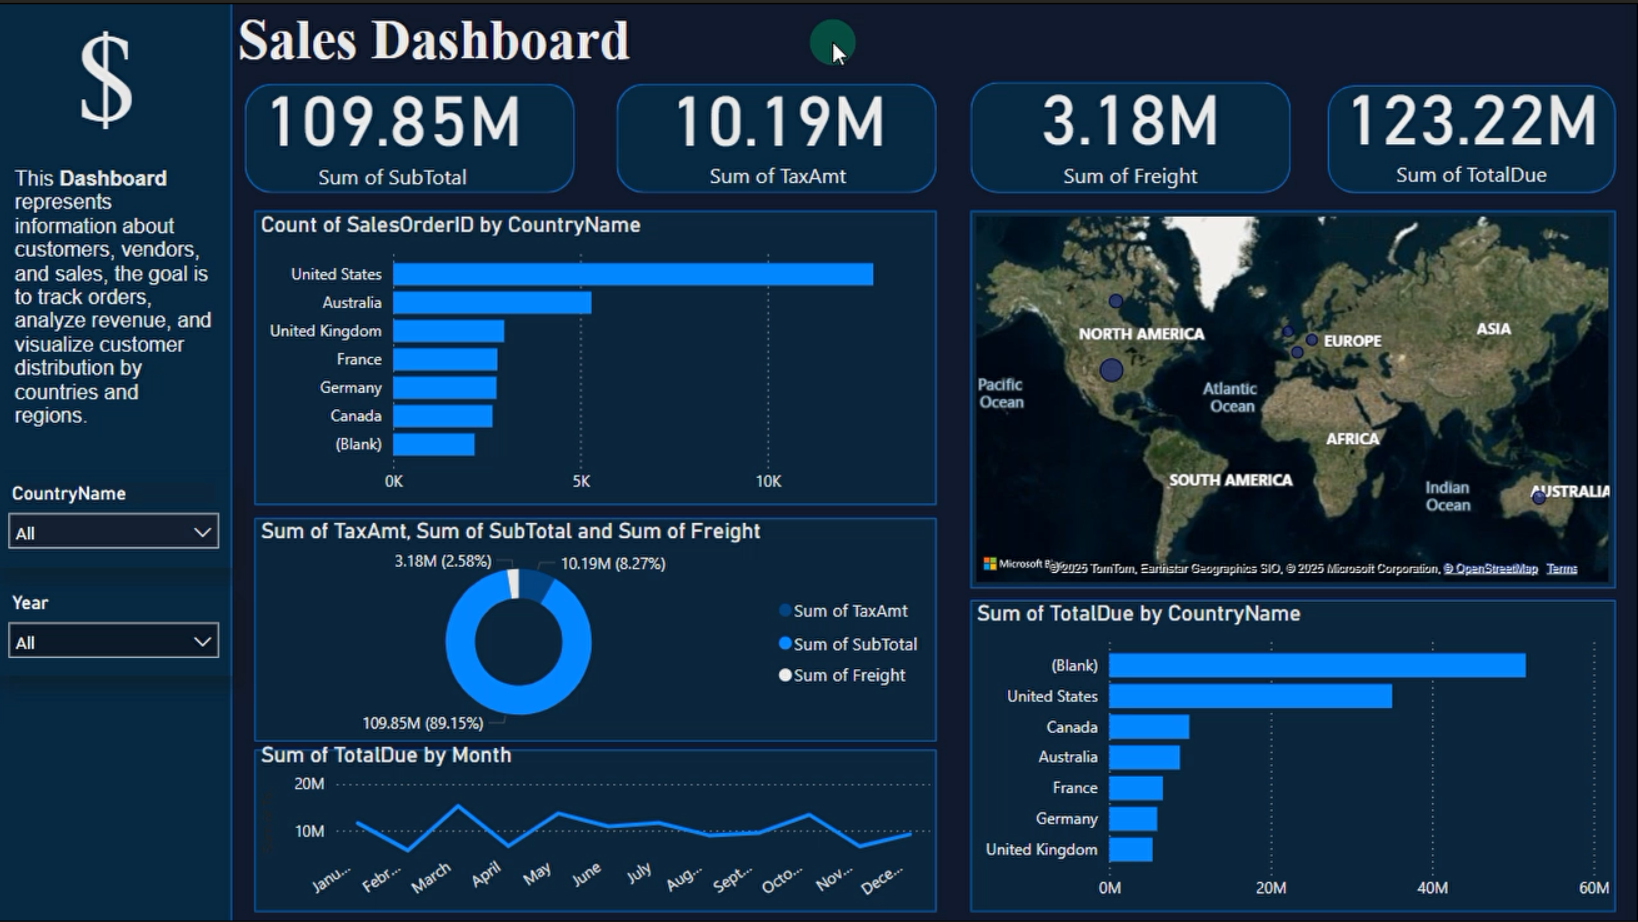 $
This Dashboard
represents
information about
customers, vendors,
and sales, the goal is
to track orders,
analyze revenue, and
visualize customer
distribution by
countries and
regions.
CountryName
All
Year
All
Sales Dashboard
109.85M
Sum of SubTotal
10.19M
Sum of TaxAmt
3.18M
Sum of Freight
123.22M
Sum of TotalDue
Count of SalesOrderID by CountryName
United States
Australia
United Kingdom
France
Germany
Canada
(Blank)
0K 5K 10K
Sum of TaxAmt, Sum of SubTotal and Sum of Freight
3.18M (2.58%)
10.19M (8.27%)
109.85M (89.15%)
Sum of TaxAmt
Sum of SubTotal
Sum of Freight
Sum of TotalDue by Month
20M
10M
Janu... Febr... March April May June July Aug... Sept... Octo... Nov... Dece...
NORTH AMERICA
EUROPE
ASIA
Pacific
Ocean
Atlantic
Ocean
AFRICA
SOUTH AMERICA
Indian
Ocean
AUSTRALIA
Microsoft
© 2025 TomTom, Earthstar Geographics SIO, © 2025 Microsoft Corporation, © OpenStreetMap Terms
Sum of TotalDue by CountryName
(Blank)
United States
Canada
Australia
France
Germany
United Kingdom
0M 20M 40M 60M